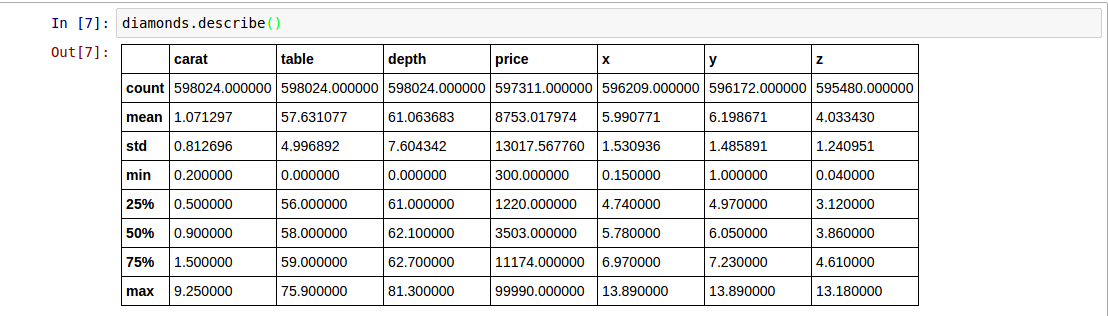 In [7]: diamonds.describe()
Out[7]:
carat table depth price x y z
count 598024.000000 598024.000000 598024.000000 597311.000000 596209.000000 596172.000000 595480.000000
mean 1.071297 57.631077 61.063683 8753.017974 5.990771 6.198671 4.033430
std 0.812696 4.996892 7.604342 13017.567760 1.530936 1.485891 1.240951
min 0.200000 0.000000 0.000000 300.000000 0.150000 1.000000 0.040000
25% 0.500000 56.000000 61.000000 1220.000000 4.740000 4.970000 3.120000
50% 0.900000 58.000000 62.100000 3503.000000 5.780000 6.050000 3.860000
75% 1.500000 59.000000 62.700000 11174.000000 6.970000 7.230000 4.610000
max 9.250000 75.900000 81.300000 99990.000000 13.890000 13.890000 13.180000